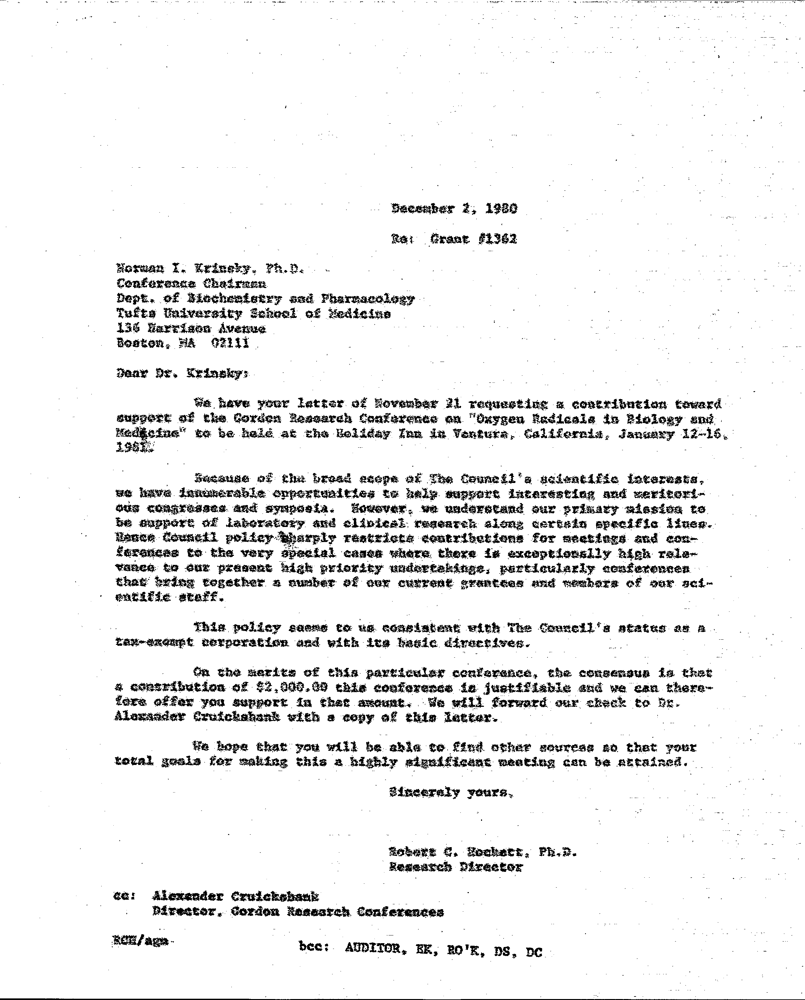 December 2, 1980
Re: Grant #1362
Norman I. Krinsky, Ph.D.
Conference Chairman
Dept. of Biochemistry and Pharmacology
Tufts University School of Medicine
136 Harrison Avenue
Boston, MA 02111
Dear Dr. Krinsky:
We have your letter of November 21 requesting a contribution toward
support of the Gordon Research Conference on "Oxygen Radicals in Biology and
Medicine" to be held at the Holiday Inn in Ventura, California, January 12-16,
1981.
Because of the broad scope of The Council's scientific interests,
we have innumerable opportunities to help support interesting and meritori-
ous congresses and symposia. However, we understand our primary mission to
be support of laboratory and clinical research along certain specific lines.
Hence Council policy sharply restricts contributions for meetings and con-
ferences to the very special cases where there is exceptionally high rele-
vance to our present high priority undertakings, particularly conferences
that bring together a number of our current grantees and members of our sci-
entific staff.
This policy seems to us consistent with The Council's status as a
tax-exempt corporation and with its basic directives.
On the merits of this particular conference, the consensus is that
a contribution of $2,000.00 this conference is justifiable and we can there-
fore offer you support in that amount. We will forward our check to Dr.
Alexander Cruickshank with a copy of this letter.
We hope that you will be able to find other sources so that your
total goals for making this a highly significant meeting can be attained.
Sincerely yours,
Robert C. Hockett, Ph.D.
Research Director
cc: Alexander Cruickshank
Director, Gordon Research Conferences
RCH/agm
bcc: AUDITOR, EK, RO'K, DS, DC